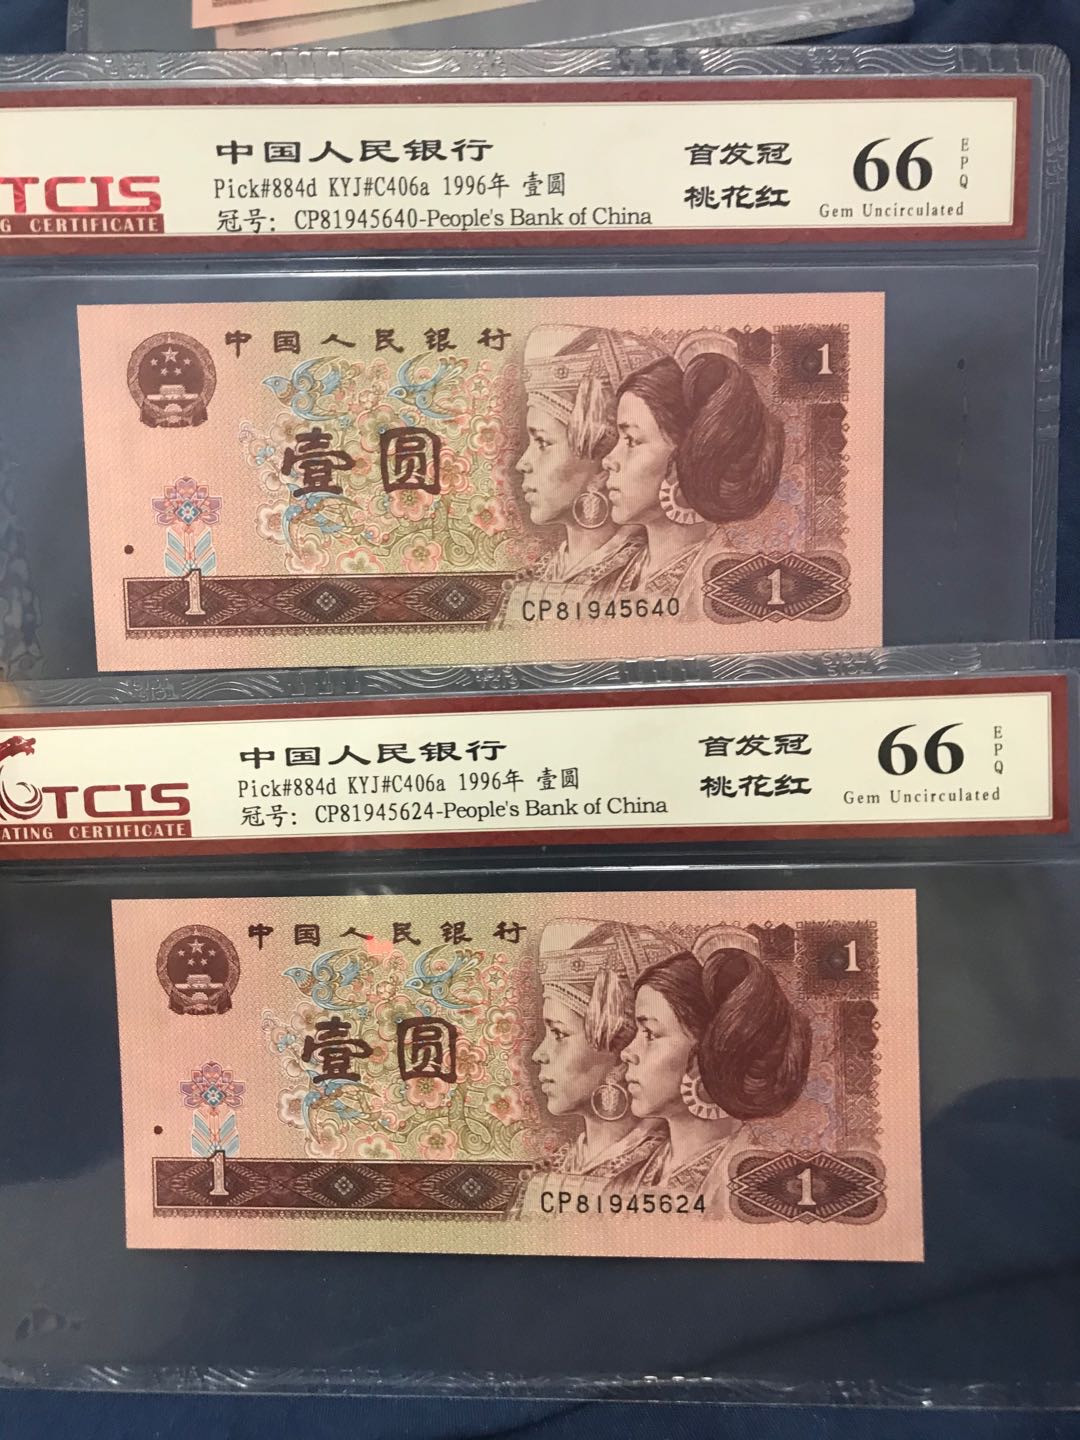 中国人民银行
Pick#884d KYJ#C406a 1996年 壹圆
冠号: CP81945640-People's Bank of China
首发冠
桃花红
66
EPQ
Gem Uncirculated
TCIS
G CERTIFICATE
中国人民银行
1
壹圆
1
1
CP81945640
中国人民银行
Pick#884d KYJ#C406a 1996年 壹圆
冠号: CP81945624-People's Bank of China
首发冠
桃花红
66
EPQ
Gem Uncirculated
TCIS
ATING CERTIFICATE
中国人民银行
1
壹圆
1
1
CP81945624